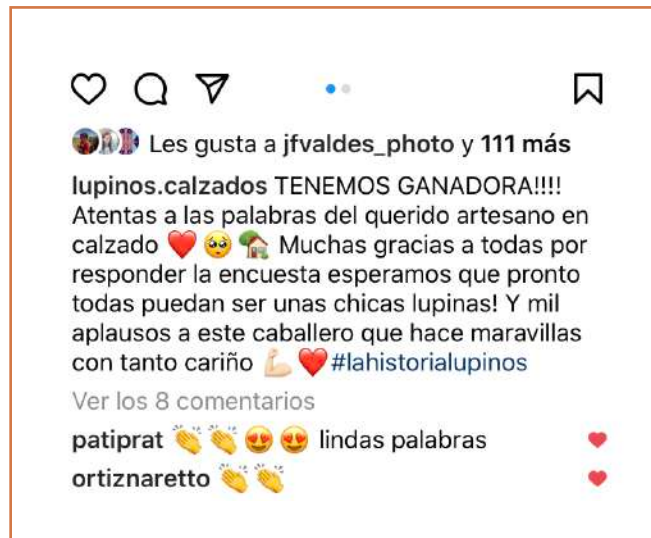 Les gusta a jfvaldes_photo y 111 más
lupinos.calzados TENEMOS GANADORA!!!!
Atentas a las palabras del querido artesano en
calzado ❤️ 🥺 🏡 Muchas gracias a todas por
responder la encuesta esperamos que pronto
todas puedan ser unas chicas lupinas! Y mil
aplausos a este caballero que hace maravillas
con tanto cariño 💪🏻 ❤️ #lahistorialupinos
Ver los 8 comentarios
patiprat 👏 👏 😍 😍 lindas palabras
ortiznaretto 👏 👏